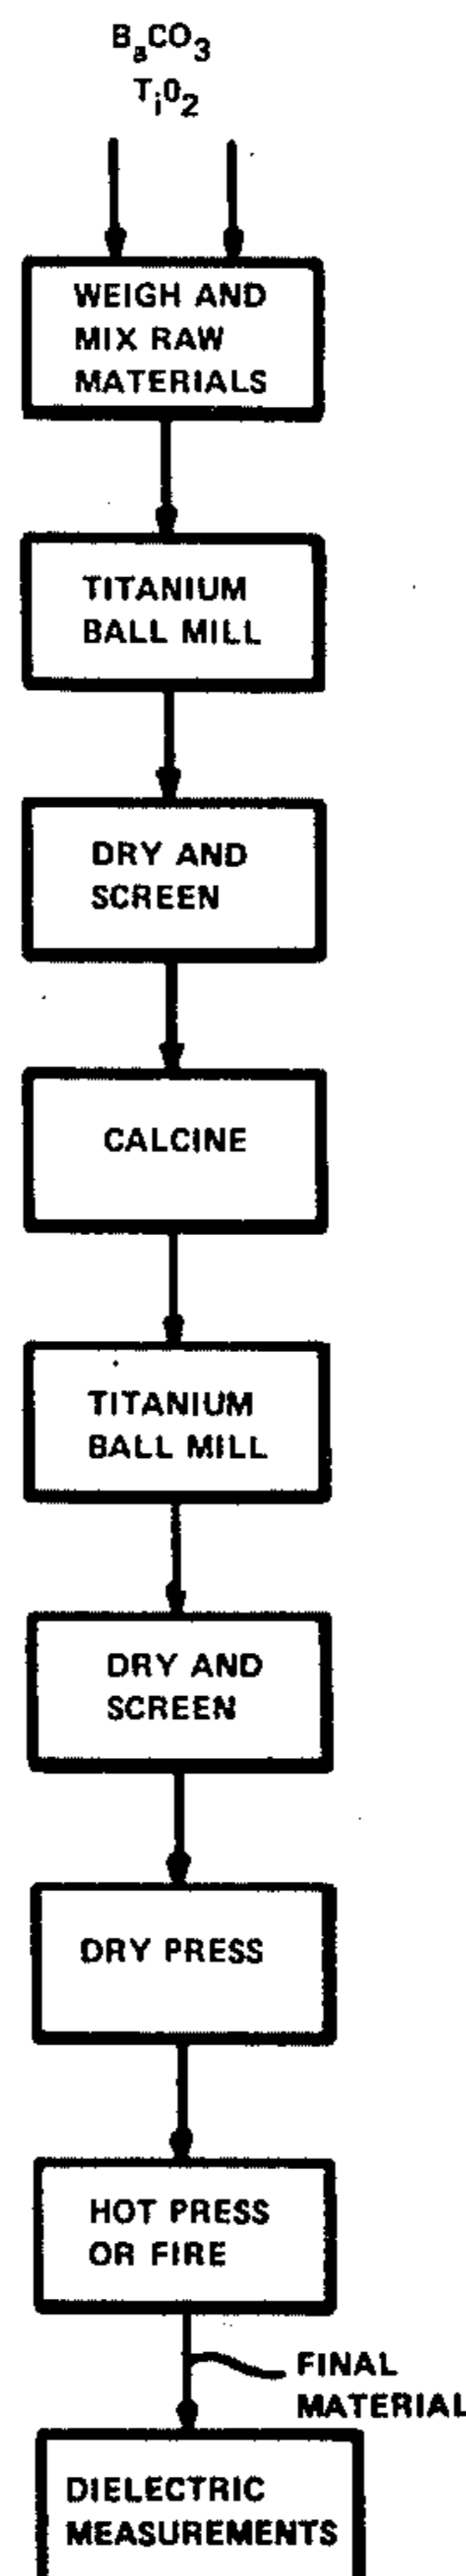 BaCO3
TiO2
WEIGH AND
MIX RAW
MATERIALS
TITANIUM
BALL MILL
DRY AND
SCREEN
CALCINE
TITANIUM
BALL MILL
DRY AND
SCREEN
DRY PRESS
HOT PRESS
OR FIRE
FINAL
MATERIAL
DIELECTRIC
MEASUREMENTS